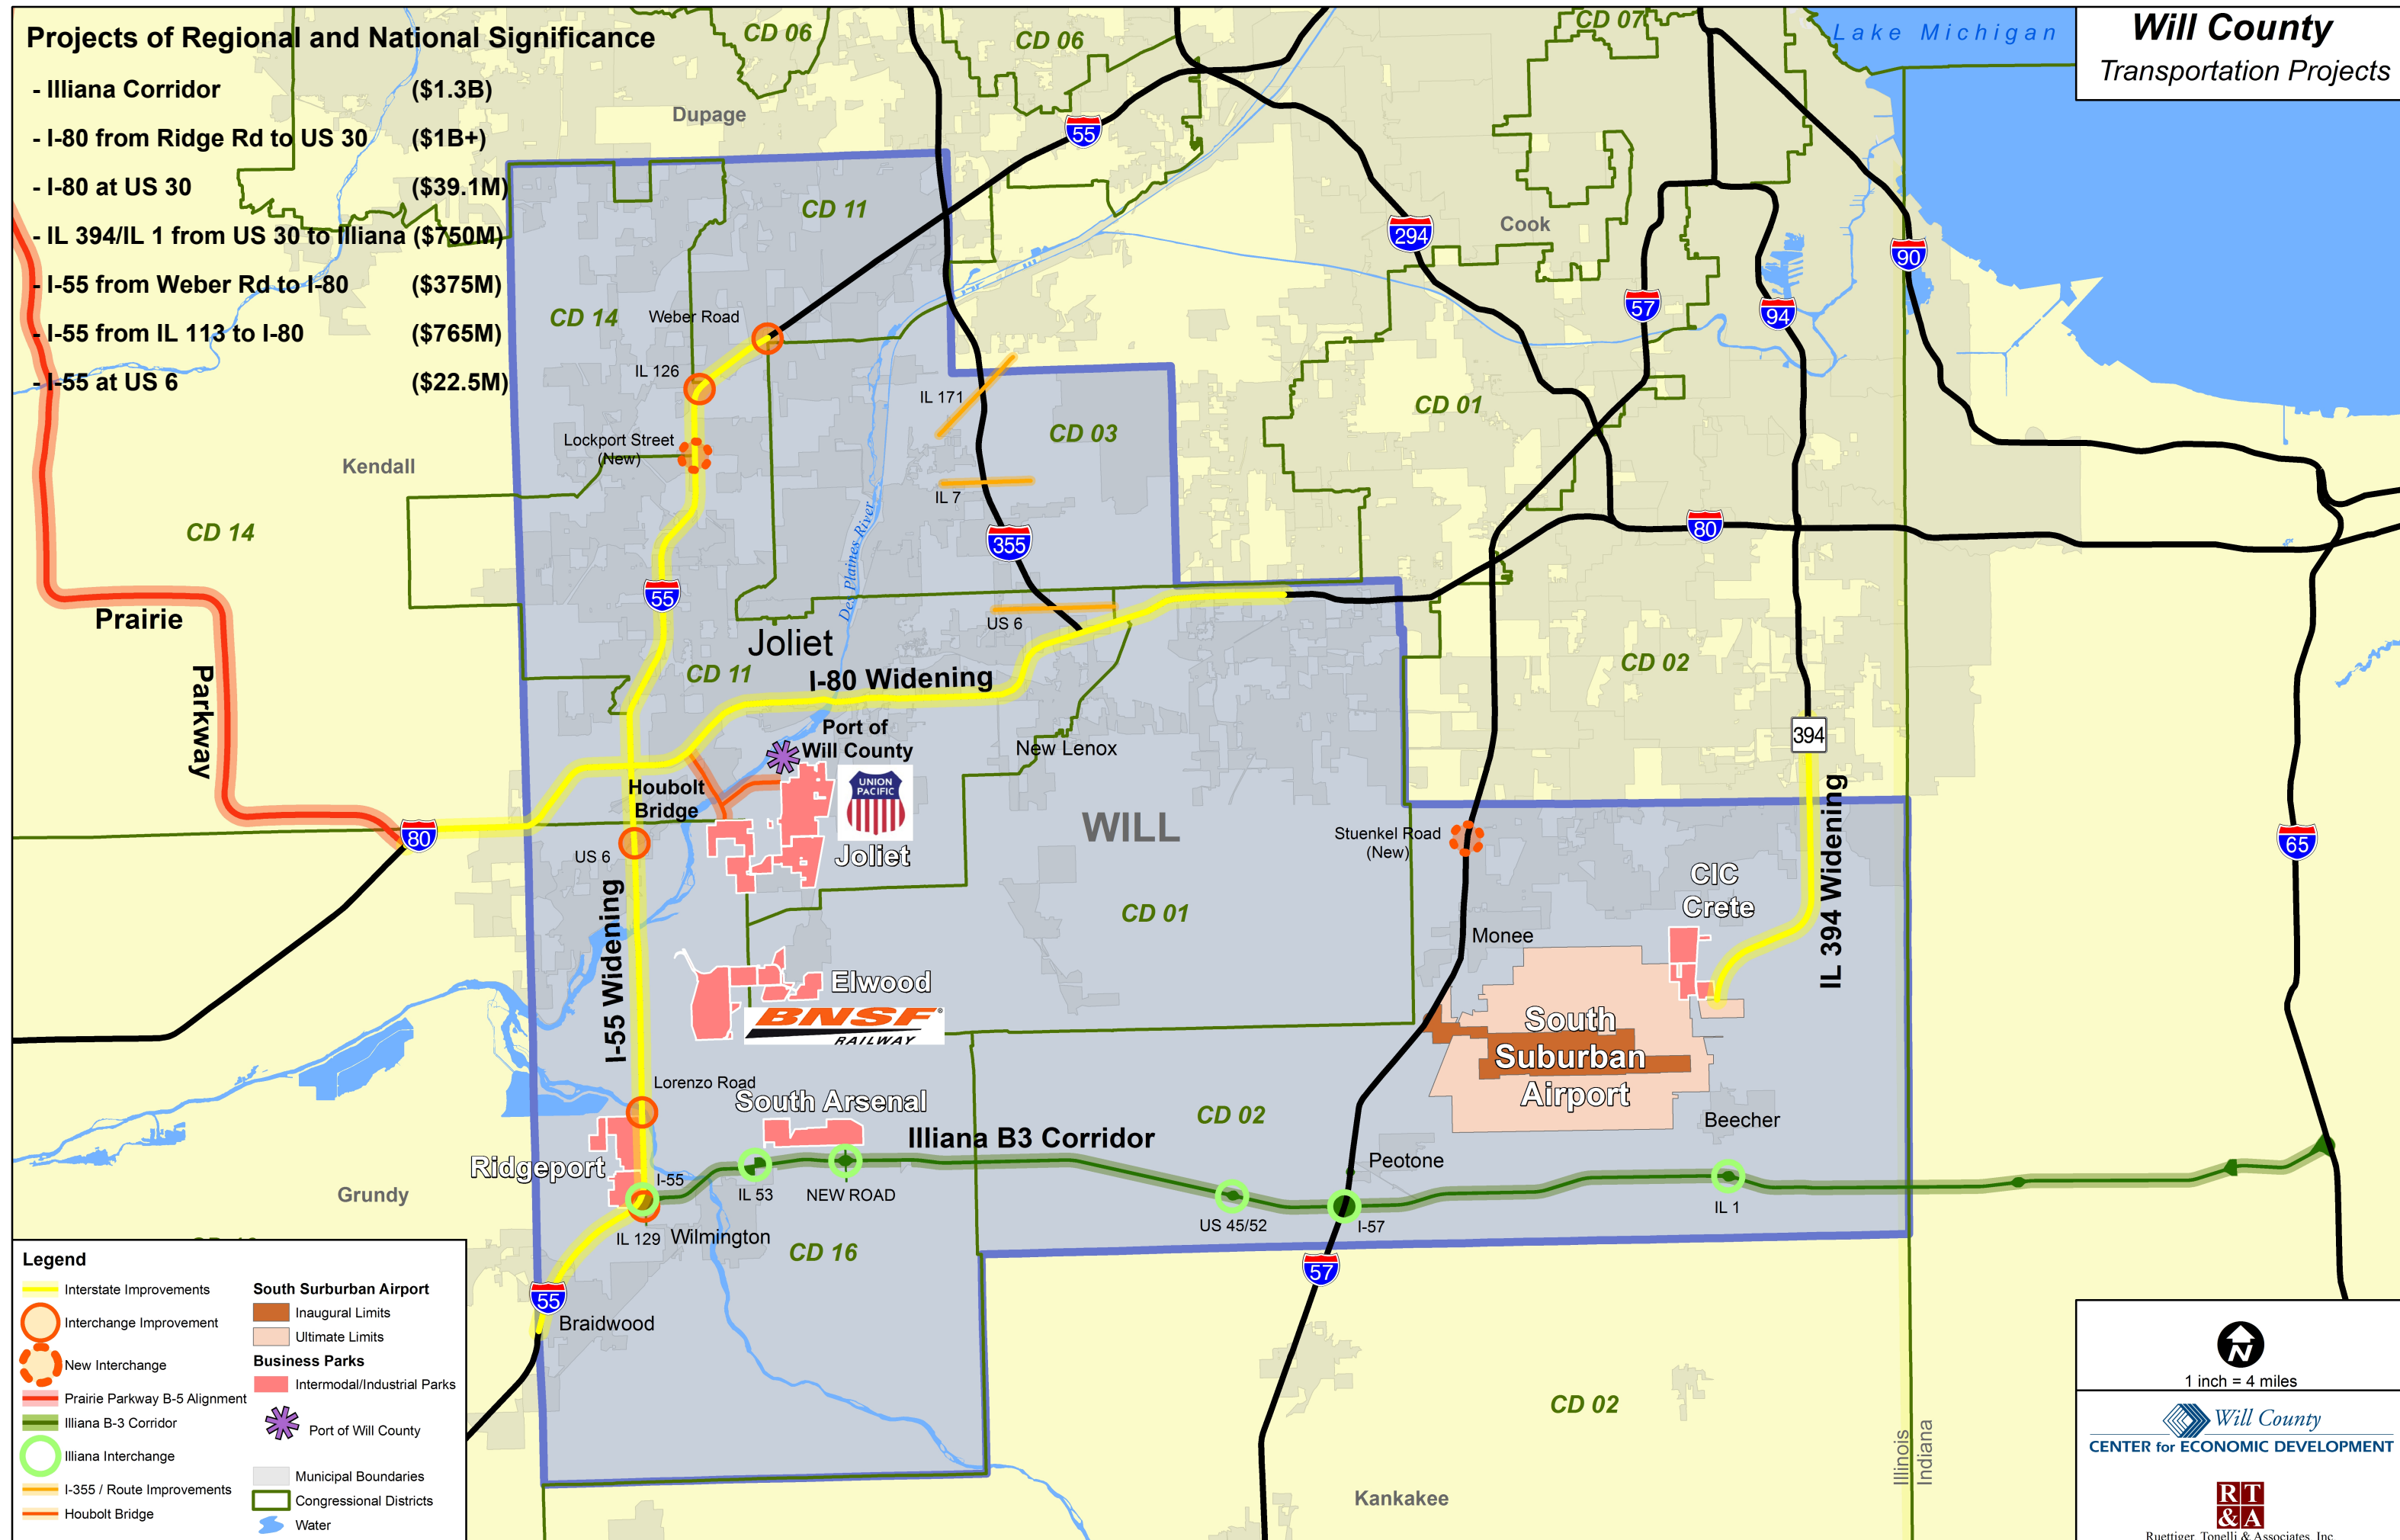 Projects of Regional and National Significance
- Illiana Corridor ($1.3B)
- I-80 from Ridge Rd to US 30 ($1B+)
- I-80 at US 30 ($39.1M)
- IL 394/IL 1 from US 30 to Illiana ($750M)
- I-55 from Weber Rd to I-80 ($375M)
- I-55 from IL 113 to I-80 ($765M)
- I-55 at US 6 ($22.5M)
Will County
Transportation Projects
Lake Michigan
CD 06
CD 06
CD 07
Dupage
55
CD 11
294
Cook
90
CD 14
Weber Road
57
94
IL 126
IL 171
CD 01
CD 03
Lockport Street
(New)
Kendall
IL 7
CD 14
Des Plaines River
355
80
55
Prairie
Parkway
US 6
Joliet
CD 11
I-80 Widening
CD 02
Port of
Will County
New Lenox
394
Houbolt
Bridge
UNION
PACIFIC
Joliet
80
US 6
WILL
Stuenkel Road
(New)
65
IL 394 Widening
CIC
Crete
CD 01
I-55 Widening
Monee
Elwood
BNSF
RAILWAY
South
Suburban
Airport
Lorenzo Road
South Arsenal
CD 02
Beecher
Illiana B3 Corridor
Ridgeport
I-55
IL 53
NEW ROAD
Peotone
Grundy
US 45/52
I-57
IL 1
IL 129
Wilmington
CD 16
57
55
Braidwood
CD 02
Kankakee
Illinois
Indiana
Legend
Interstate Improvements
Interchange Improvement
New Interchange
Prairie Parkway B-5 Alignment
Illiana B-3 Corridor
Illiana Interchange
I-355 / Route Improvements
Houbolt Bridge
South Surburban Airport
Inaugural Limits
Ultimate Limits
Business Parks
Intermodal/Industrial Parks
Port of Will County
Municipal Boundaries
Congressional Districts
Water
N
1 inch = 4 miles
Will County
CENTER for ECONOMIC DEVELOPMENT
R T
& A
Ruettiger, Tonelli & Associates, Inc.